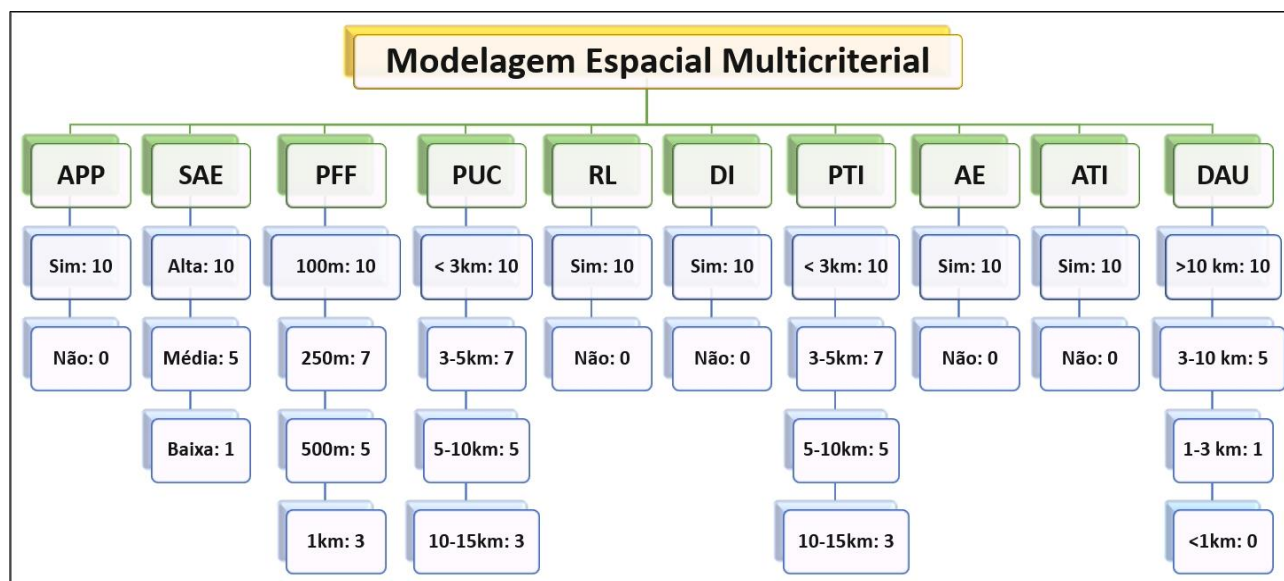 Modelagem Espacial Multicriterial
APP SAE PFF PUC RL DI PTI AE ATI DAU
Sim: 10 Alta: 10 100m: 10 < 3km: 10 Sim: 10 Sim: 10 < 3km: 10 Sim: 10 Sim: 10 >10 km: 10
Não: 0 Média: 5 250m: 7 3-5km: 7 Não: 0 Não: 0 3-5km: 7 Não: 0 Não: 0 3-10 km: 5
Baixa: 1 500m: 5 5-10km: 5 5-10km: 5 1-3 km: 1
1km: 3 10-15km: 3 10-15km: 3 <1km: 0